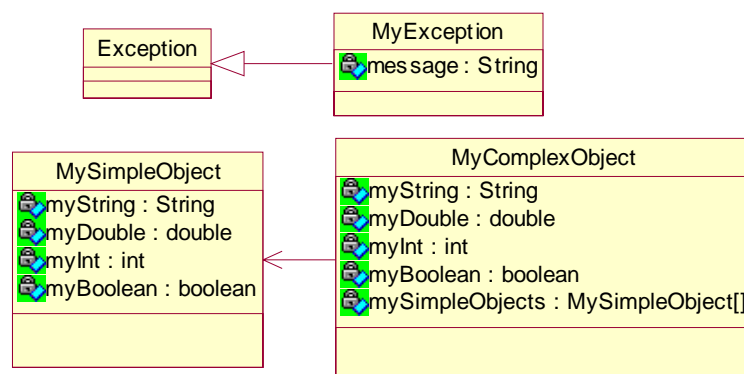 Exception
MyException
message : String
MySimpleObject
myString : String
myDouble : double
myInt : int
myBoolean : boolean
MyComplexObject
myString : String
myDouble : double
myInt : int
myBoolean : boolean
mySimpleObjects : MySimpleObject[]